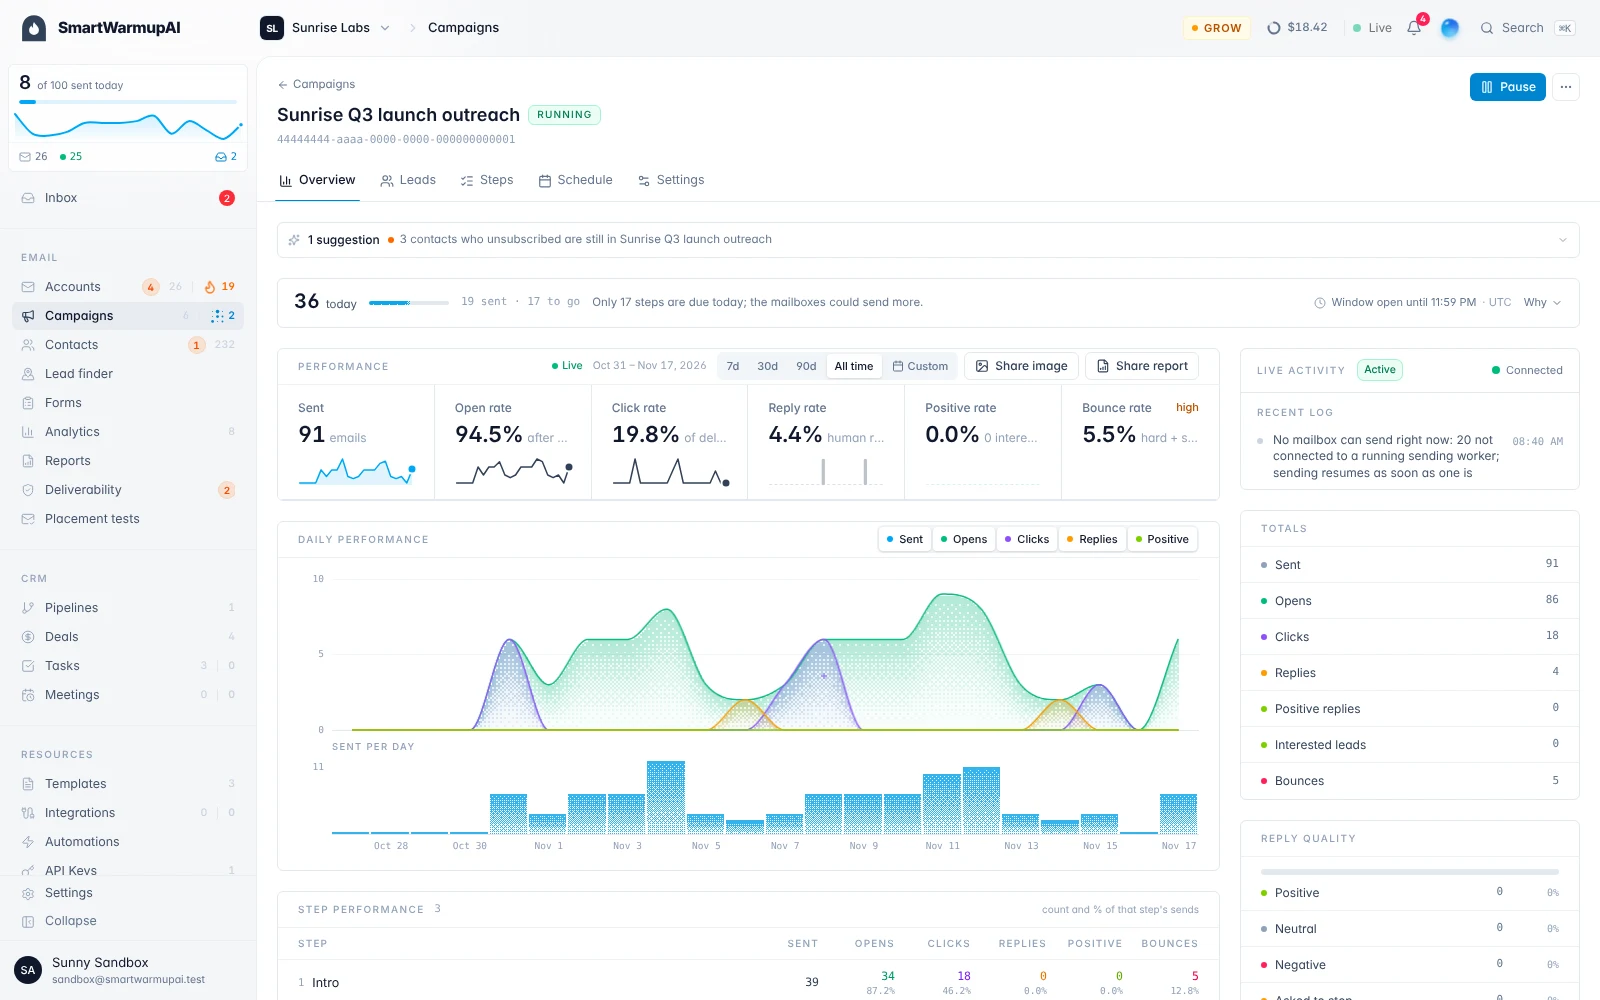 SmartWarmupAI
SL Sunrise Labs Campaigns
GROW $18.42 Live 4 Search ⌘K
8 of 100 sent today
26 25 2
Inbox 2
EMAIL
Accounts 4 26 19
Campaigns 6 2
Contacts 1 232
Lead finder
Forms
Analytics 8
Reports
Deliverability 2
Placement tests
CRM
Pipelines 1
Deals 4
Tasks 3 0
Meetings 0 0
RESOURCES
Templates 3
Integrations 0 0
Automations
API Keys 1
Settings
Collapse
SA Sunny Sandbox
sandbox@smartwarmupai.test
← Campaigns
Sunrise Q3 launch outreach RUNNING
44444444-aaaa-0000-0000-000000000001
Pause
Overview Leads Steps Schedule Settings
1 suggestion 3 contacts who unsubscribed are still in Sunrise Q3 launch outreach
36 today 19 sent · 17 to go Only 17 steps are due today; the mailboxes could send more. Window open until 11:59 PM · UTC Why
PERFORMANCE Live Oct 31 – Nov 17, 2026 7d 30d 90d All time Custom Share image Share report
Sent Open rate Click rate Reply rate Positive rate Bounce rate high
91 emails 94.5% after ... 19.8% of del... 4.4% human r... 0.0% 0 intere... 5.5% hard + s...
DAILY PERFORMANCE Sent Opens Clicks Replies Positive
10
5
0
SENT PER DAY
11
Oct 28 Oct 30 Nov 1 Nov 3 Nov 5 Nov 7 Nov 9 Nov 11 Nov 13 Nov 15 Nov 17
STEP PERFORMANCE 3 count and % of that step's sends
STEP SENT OPENS CLICKS REPLIES POSITIVE BOUNCES
1 Intro 39 34 18 0 0 5
87.2% 46.2% 0.0% 0.0% 12.8%
LIVE ACTIVITY Active Connected
RECENT LOG
No mailbox can send right now: 20 not 08:40 AM
connected to a running sending worker;
sending resumes as soon as one is
TOTALS
Sent 91
Opens 86
Clicks 18
Replies 4
Positive replies 0
Interested leads 0
Bounces 5
REPLY QUALITY
Positive 0 0%
Neutral 0 0%
Negative 0 0%
Asked to stop 0 0%